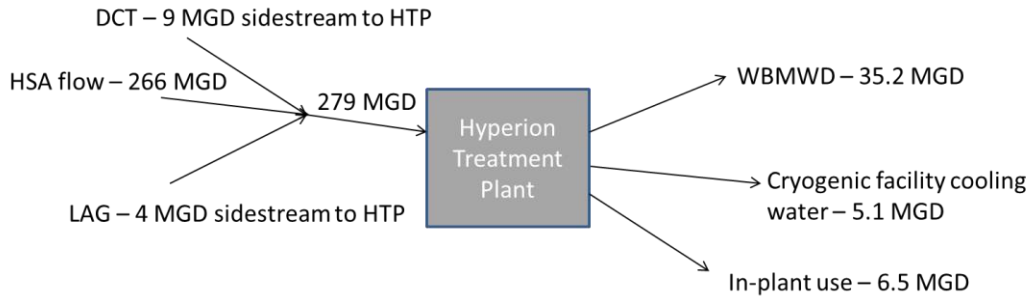 DCT – 9 MGD sidestream to HTP
HSA flow – 266 MGD
279 MGD
LAG – 4 MGD sidestream to HTP
Hyperion
Treatment
Plant
WBMWD – 35.2 MGD
Cryogenic facility cooling
water – 5.1 MGD
In-plant use – 6.5 MGD